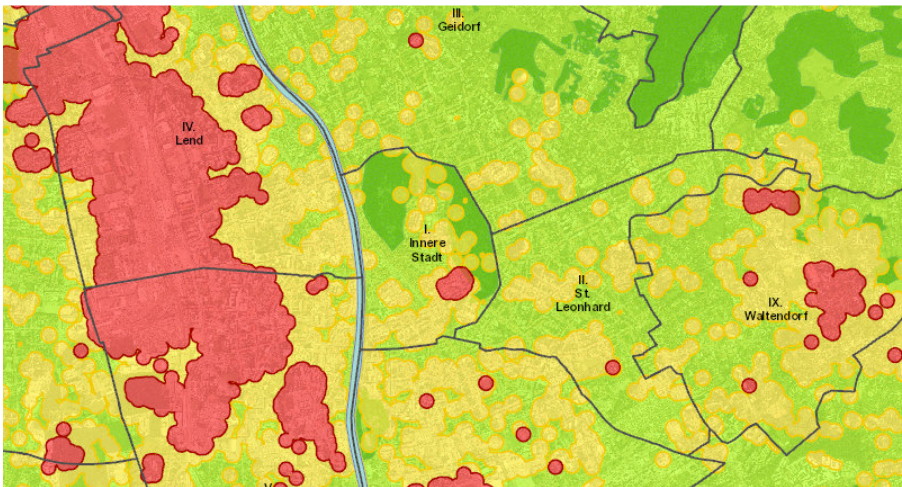 III.
Geidorf
IV.
Lend
I.
Innere
Stadt
II.
St.
Leonhard
IX.
Waltendorf